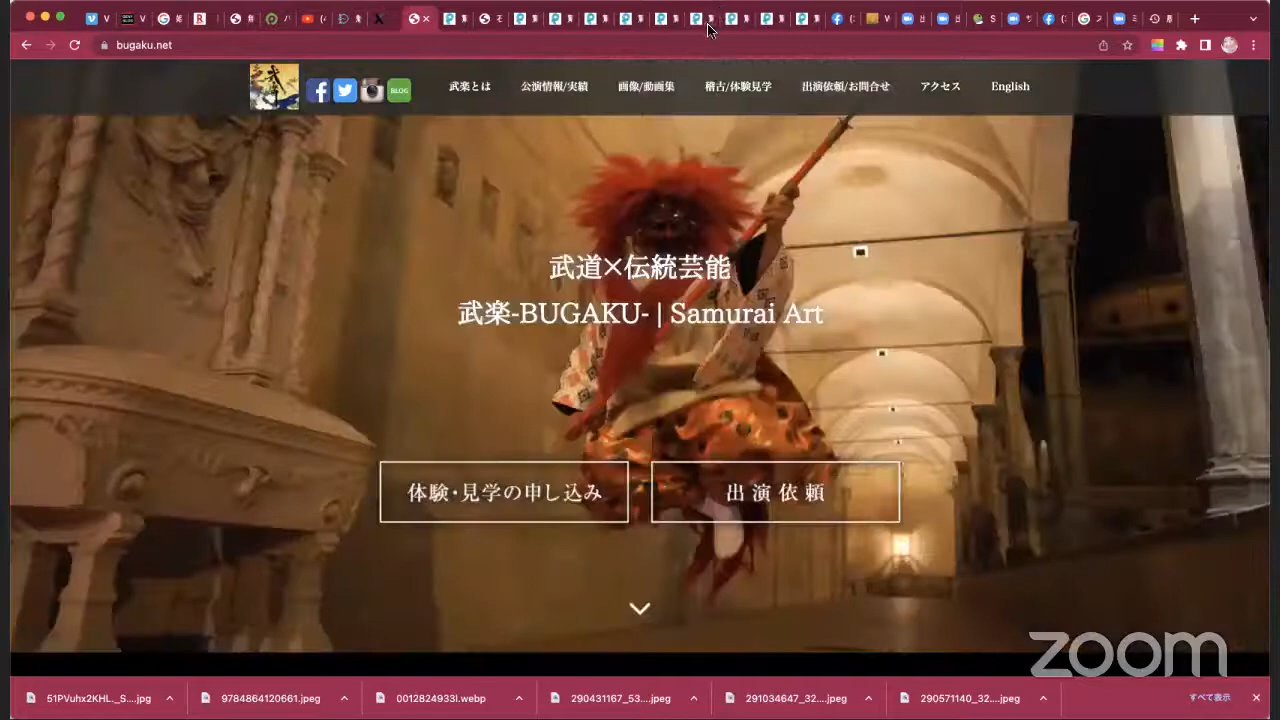 bugaku.net
BLOG
武楽とは
公演情報/実績
画像/動画集
稽古/体験見学
出演依頼/お問合せ
アクセス
English
武道×伝統芸能
武楽-BUGAKU- | Samurai Art
体験・見学の申し込み
出演依頼
zoom
51PVuhx2KHL._S....jpg
9784864120661.jpeg
0012824933l.webp
290431167_53....jpeg
291034647_32....jpeg
290571140_32....jpeg
すべて表示